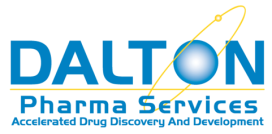 DALTON
Pharma Services
Accelerated Drug Discovery And Development